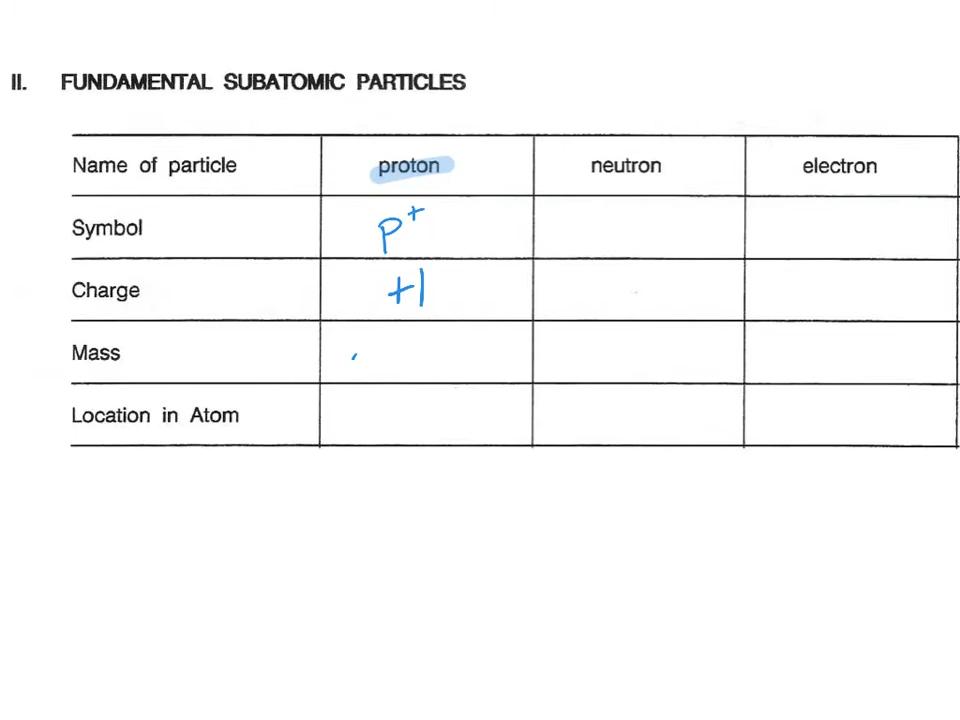 II. FUNDAMENTAL SUBATOMIC PARTICLES
Name of particle proton neutron electron
Symbol p⁺
Charge +1
Mass
Location in Atom